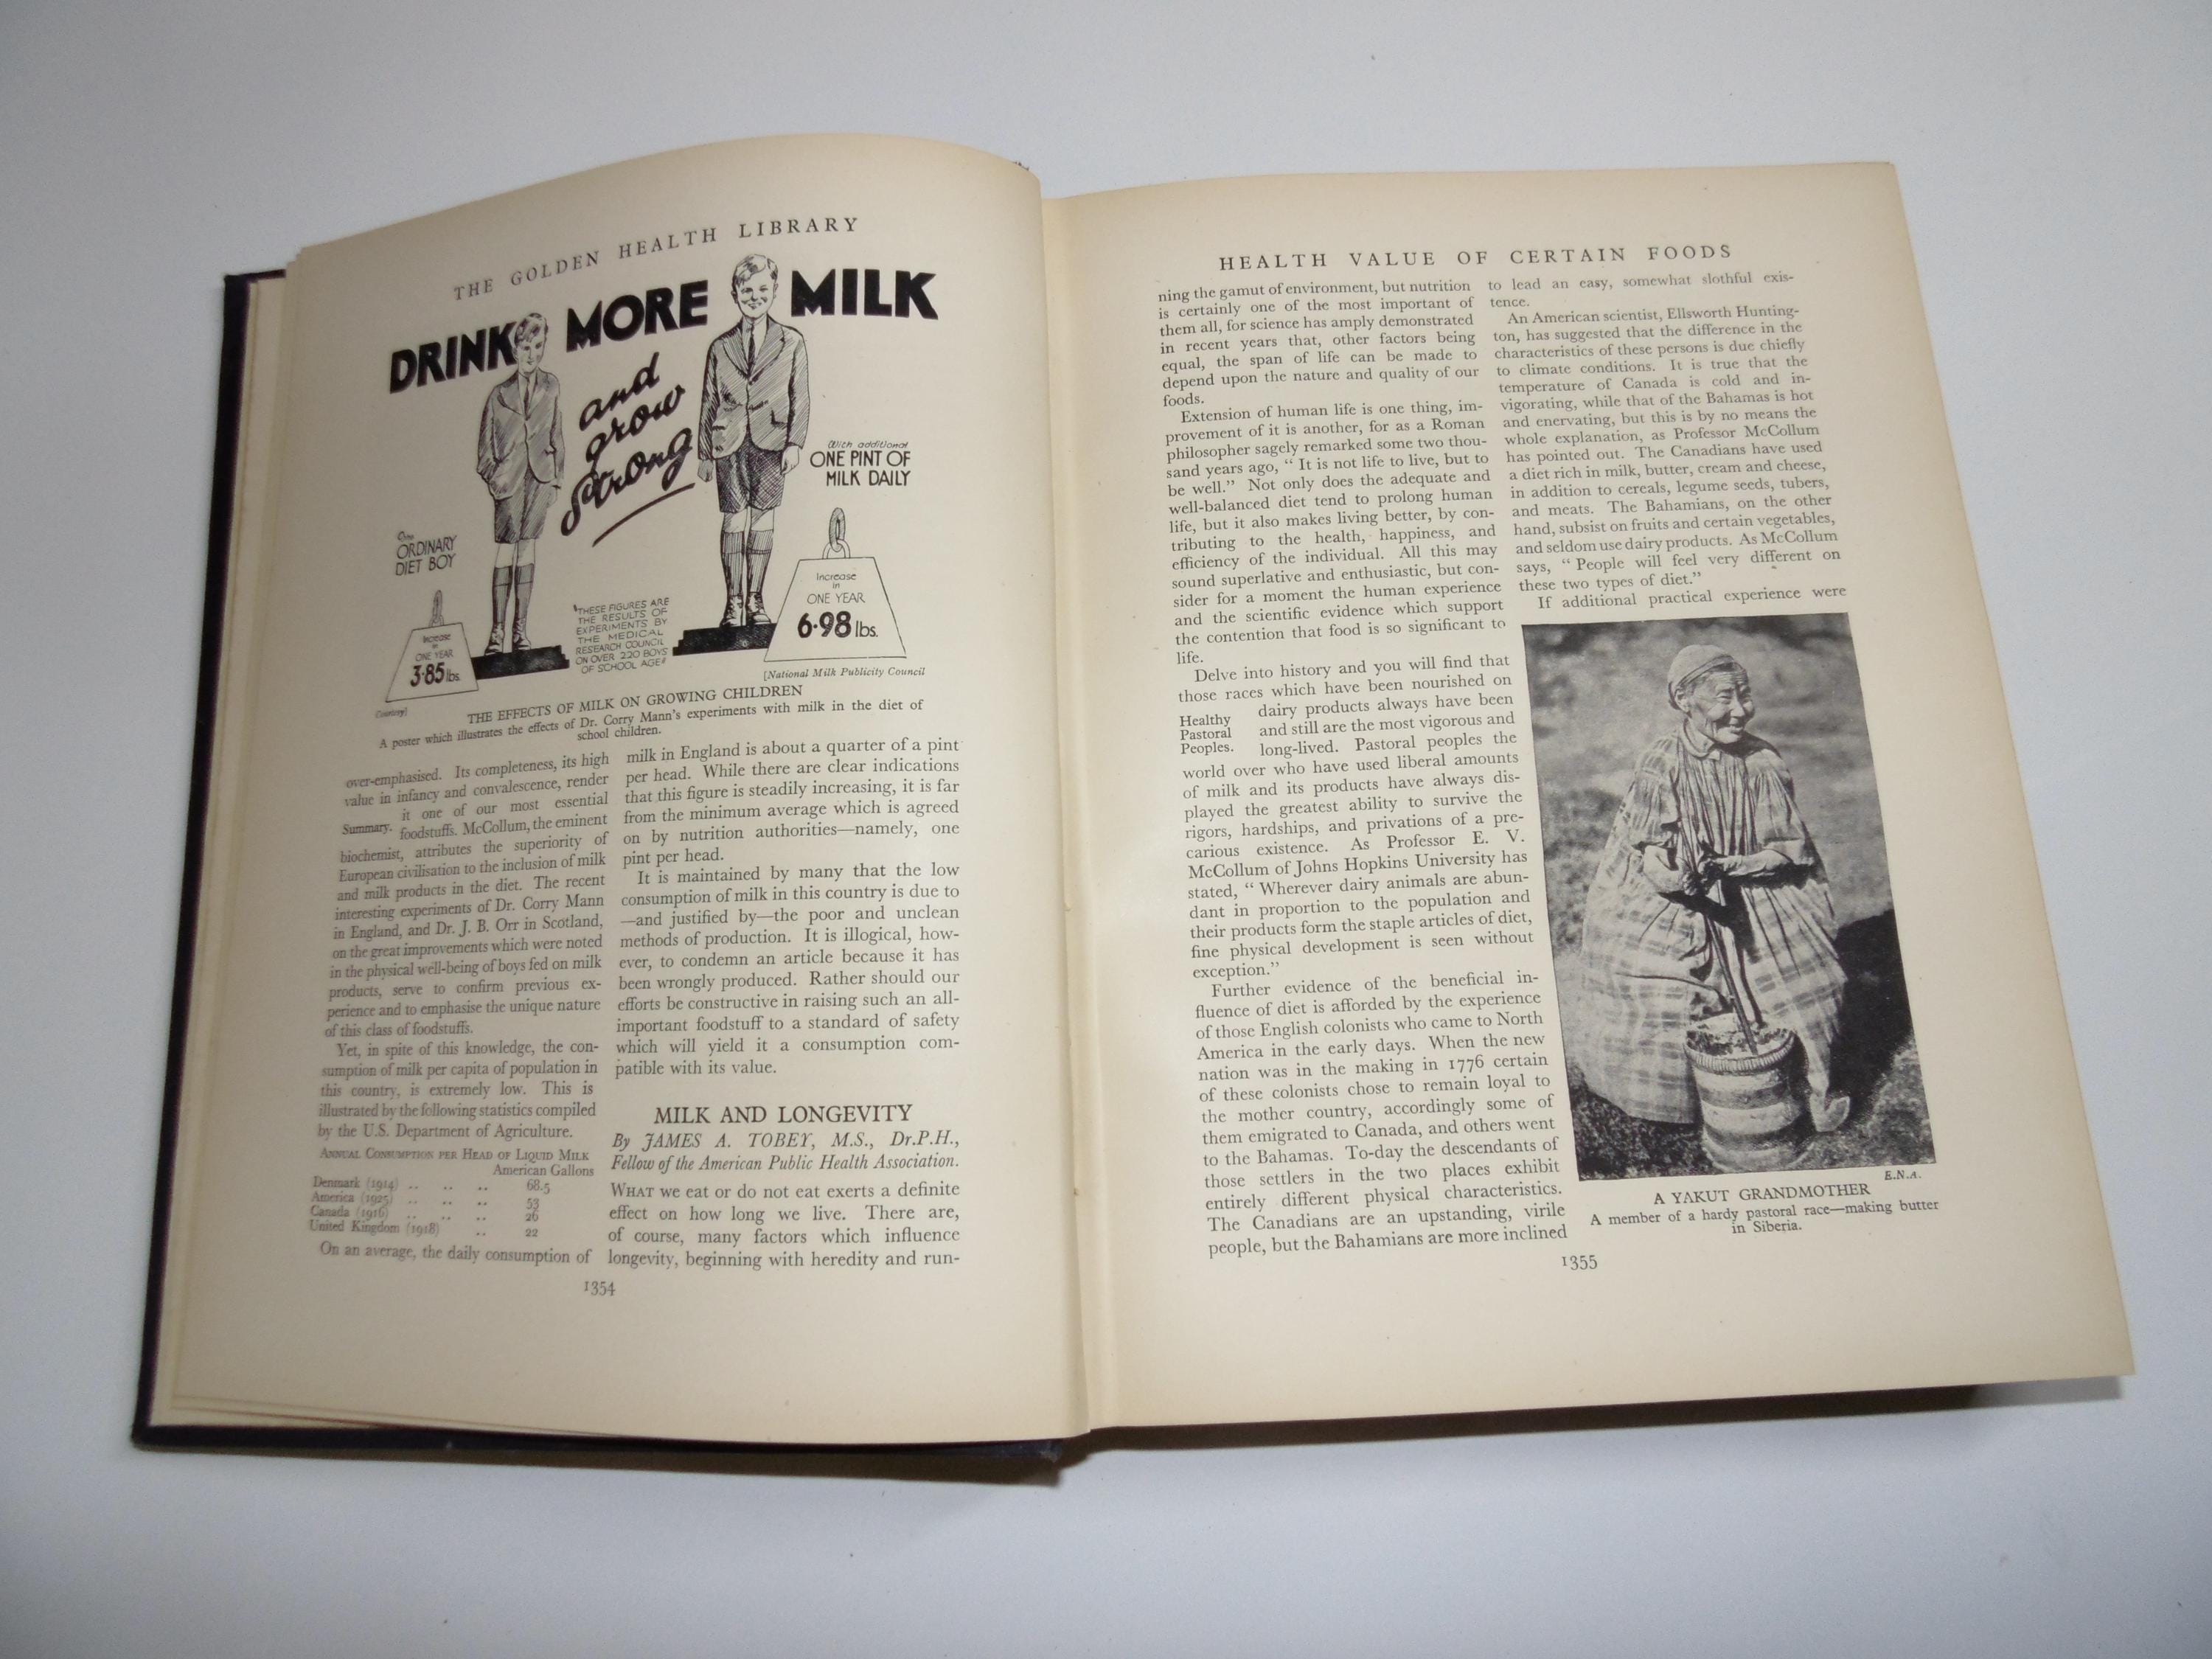 THE GOLDEN HEALTH LIBRARY
DRINK MORE MILK
and
grow
strong
With additional
ONE PINT OF
MILK DAILY
One
ORDINARY
DIET BOY
Increase
in
ONE YEAR
3·85 lbs.
"THESE FIGURES ARE
THE RESULTS OF
EXPERIMENTS BY
THE MEDICAL
RESEARCH COUNCIL
ON OVER 220 BOYS
OF SCHOOL AGE"
Increase
in
ONE YEAR
6·98 lbs.
Courtesy]
[National Milk Publicity Council
THE EFFECTS OF MILK ON GROWING CHILDREN
A poster which illustrates the effects of Dr. Corry Mann's experiments with milk in the diet of
school children.
over-emphasised. Its completeness, its high
value in infancy and convalescence, render
it one of our most essential
Summary. foodstuffs. McCollum, the eminent
biochemist, attributes the superiority of
European civilisation to the inclusion of milk
and milk products in the diet. The recent
interesting experiments of Dr. Corry Mann
in England, and Dr. J. B. Orr in Scotland,
on the great improvements which were noted
in the physical well-being of boys fed on milk
products, serve to confirm previous ex-
perience and to emphasise the unique nature
of this class of foodstuffs.
Yet, in spite of this knowledge, the con-
sumption of milk per capita of population in
this country, is extremely low. This is
illustrated by the following statistics compiled
by the U.S. Department of Agriculture.
ANNUAL CONSUMPTION PER HEAD OF LIQUID MILK
American Gallons
Denmark (1914) .. .. .. 68.5
America (1925) .. .. .. 53
Canada (1916) .. .. .. 26
United Kingdom (1918) .. 22
On an average, the daily consumption of
milk in England is about a quarter of a pint
per head. While there are clear indications
that this figure is steadily increasing, it is far
from the minimum average which is agreed
on by nutrition authorities—namely, one
pint per head.
It is maintained by many that the low
consumption of milk in this country is due to
—and justified by—the poor and unclean
methods of production. It is illogical, how-
ever, to condemn an article because it has
been wrongly produced. Rather should our
efforts be constructive in raising such an all-
important foodstuff to a standard of safety
which will yield it a consumption com-
patible with its value.
MILK AND LONGEVITY
By JAMES A. TOBEY, M.S., Dr.P.H.,
Fellow of the American Public Health Association.
WHAT we eat or do not eat exerts a definite
effect on how long we live. There are,
of course, many factors which influence
longevity, beginning with heredity and run-
1354
HEALTH VALUE OF CERTAIN FOODS
ning the gamut of environment, but nutrition
is certainly one of the most important of
them all, for science has amply demonstrated
in recent years that, other factors being
equal, the span of life can be made to
depend upon the nature and quality of our
foods.
Extension of human life is one thing, im-
provement of it is another, for as a Roman
philosopher sagely remarked some two thou-
sand years ago, "It is not life to live, but to
be well." Not only does the adequate and
well-balanced diet tend to prolong human
life, but it also makes living better, by con-
tributing to the health, happiness, and
efficiency of the individual. All this may
sound superlative and enthusiastic, but con-
sider for a moment the human experience
and the scientific evidence which support
the contention that food is so significant to
life.
Delve into history and you will find that
those races which have been nourished on
dairy products always have been
Healthy and still are the most vigorous and
Pastoral
Peoples. long-lived. Pastoral peoples the
world over who have used liberal amounts
of milk and its products have always dis-
played the greatest ability to survive the
rigors, hardships, and privations of a pre-
carious existence. As Professor E. V.
McCollum of Johns Hopkins University has
stated, "Wherever dairy animals are abun-
dant in proportion to the population and
their products form the staple articles of diet,
fine physical development is seen without
exception."
Further evidence of the beneficial in-
fluence of diet is afforded by the experience
of those English colonists who came to North
America in the early days. When the new
nation was in the making in 1776 certain
of these colonists chose to remain loyal to
the mother country, accordingly some of
them emigrated to Canada, and others went
to the Bahamas. To-day the descendants of
those settlers in the two places exhibit
entirely different physical characteristics.
The Canadians are an upstanding, virile
people, but the Bahamians are more inclined
to lead an easy, somewhat slothful exis-
tence.
An American scientist, Ellsworth Hunting-
ton, has suggested that the difference in the
characteristics of these persons is due chiefly
to climate conditions. It is true that the
temperature of Canada is cold and in-
vigorating, while that of the Bahamas is hot
and enervating, but this is by no means the
whole explanation, as Professor McCollum
has pointed out. The Canadians have used
a diet rich in milk, butter, cream and cheese,
in addition to cereals, legume seeds, tubers,
and meats. The Bahamians, on the other
hand, subsist on fruits and certain vegetables,
and seldom use dairy products. As McCollum
says, "People will feel very different on
these two types of diet."
If additional practical experience were
E.N.A.
A YAKUT GRANDMOTHER
A member of a hardy pastoral race—making butter
in Siberia.
1355